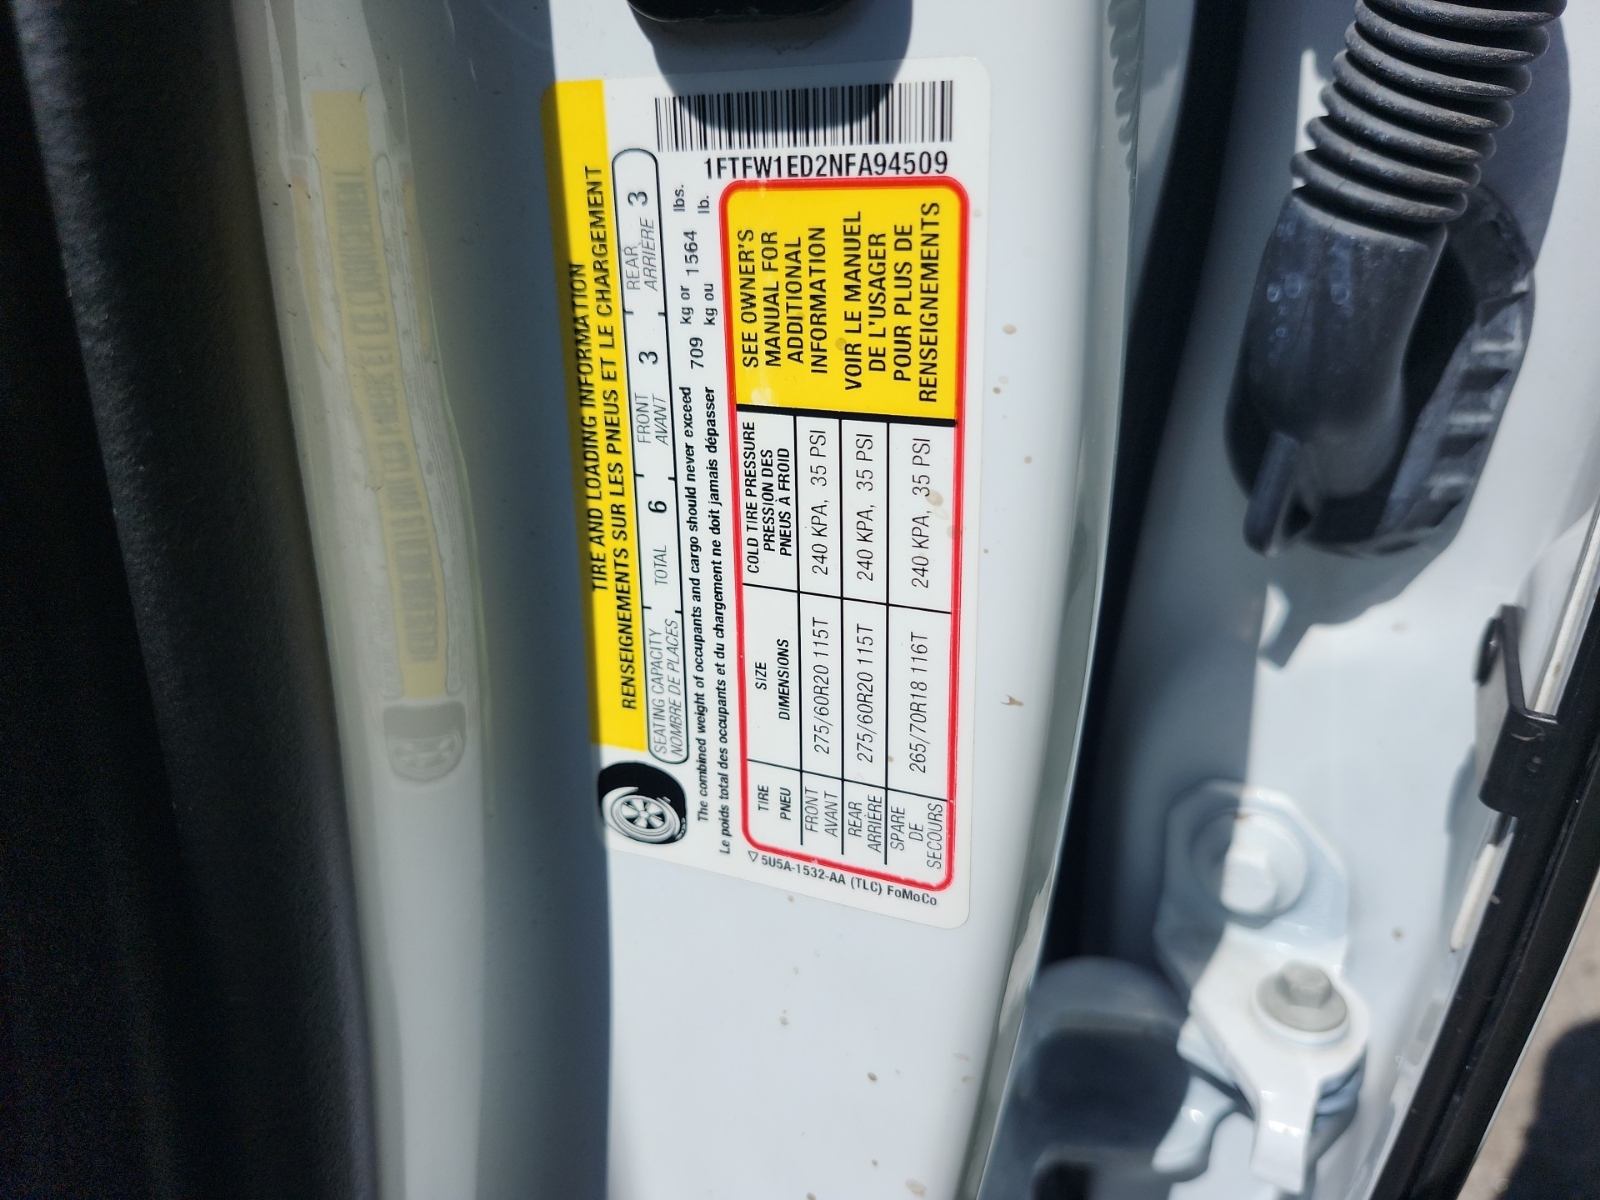 1FTFW1ED2NFA94509
TIRE AND LOADING INFORMATION
RENSEIGNEMENTS SUR LES PNEUS ET LE CHARGEMENT
SEATING CAPACITY
NOMBRE DE PLACES
TOTAL 6
FRONT
AVANT
3
REAR
ARRIÈRE
3
The combined weight of occupants and cargo should never exceed 709 kg or 1564 lbs.
Le poids total des occupants et du chargement ne doit jamais dépasser kg ou lb.
TIRE
PNEU
SIZE
DIMENSIONS
COLD TIRE PRESSURE
PRESSION DES
PNEUS À FROID
FRONT
AVANT
275/60R20 115T
240 KPA, 35 PSI
REAR
ARRIÈRE
275/60R20 115T
240 KPA, 35 PSI
SPARE
DE
SECOURS
265/70R18 116T
240 KPA, 35 PSI
SEE OWNER'S
MANUAL FOR
ADDITIONAL
INFORMATION
VOIR LE MANUEL
DE L'USAGER
POUR PLUS DE
RENSEIGNEMENTS
5U5A-1532-AA (TLC) FoMoCo